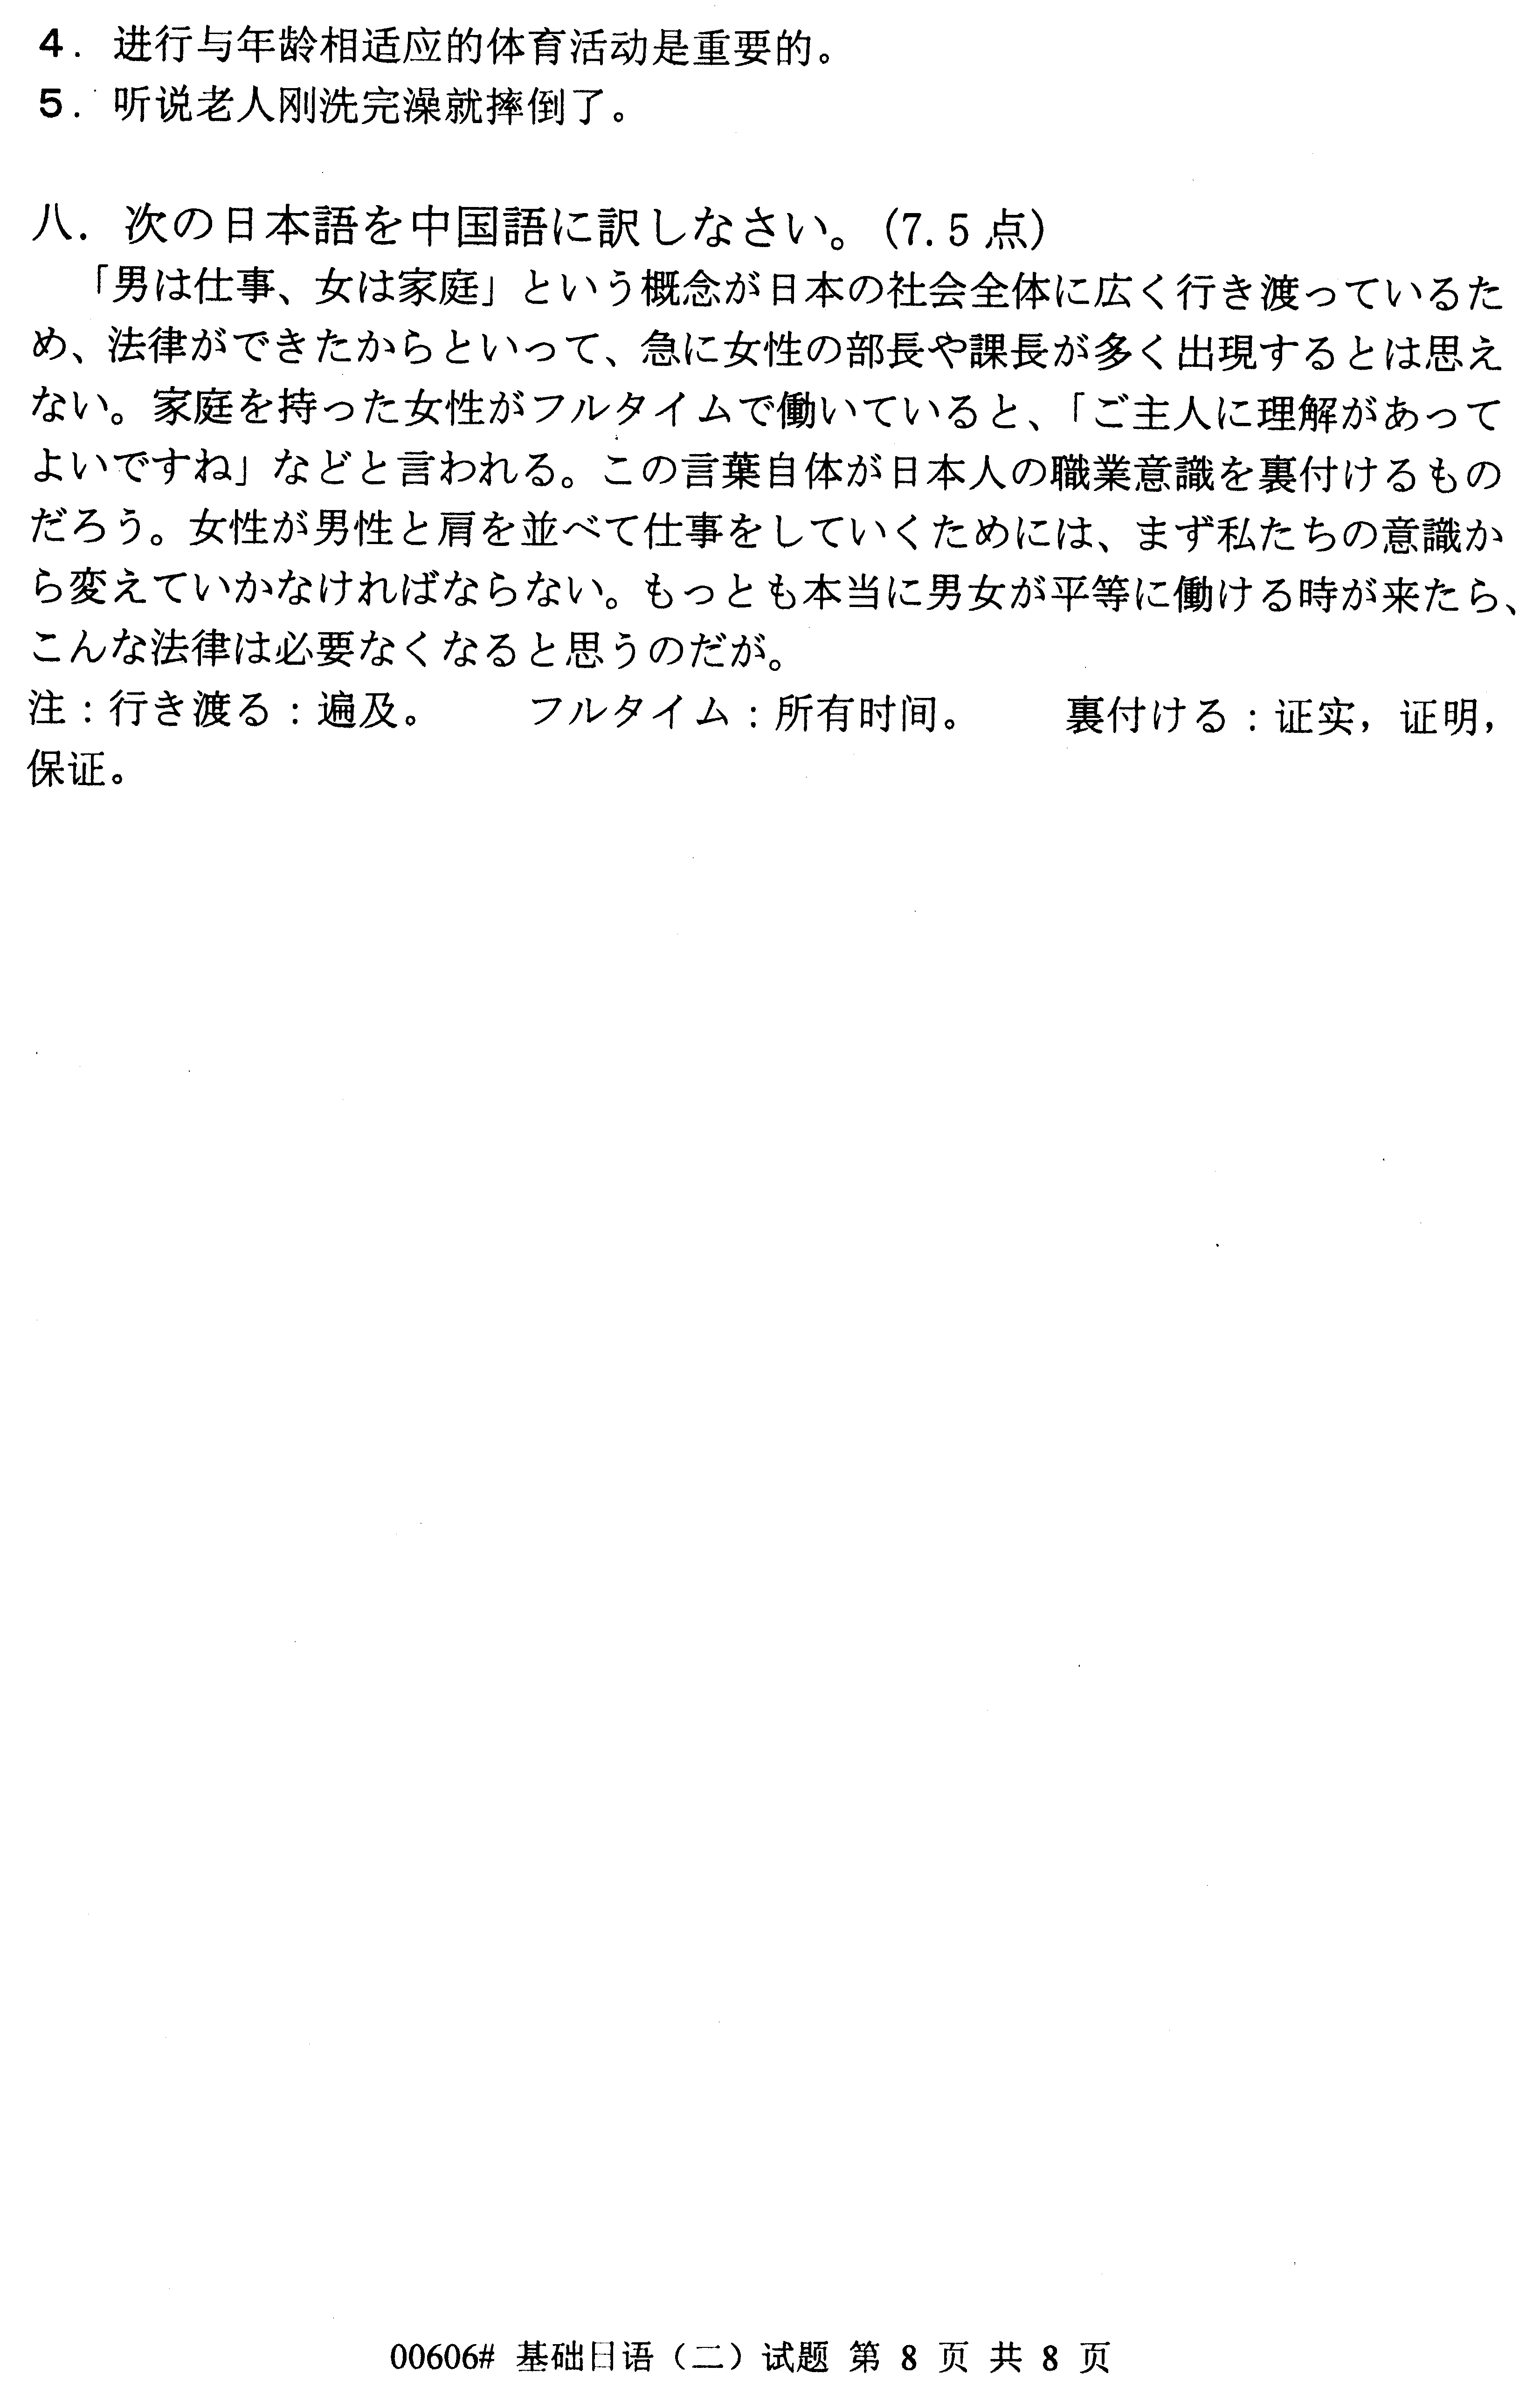 4．进行与年龄相适应的体育活动是重要的。
5．听说老人刚洗完澡就摔倒了。
八．次の日本語を中国語に訳しなさい。(7.5点)
「男は仕事、女は家庭」という概念が日本の社会全体に広く行き渡っているた
め、法律ができたからといって、急に女性の部長や課長が多く出現するとは思え
ない。家庭を持った女性がフルタイムで働いていると、「ご主人に理解があって
よいですね」などと言われる。この言葉自体が日本人の職業意識を裏付けるもの
だろう。女性が男性と肩を並べて仕事をしていくためには、まず私たちの意識か
ら変えていかなければならない。もっとも本当に男女が平等に働ける時が来たら、
こんな法律は必要なくなると思うのだが。
注：行き渡る：遍及。　　フルタイム：所有时间。　　裏付ける：证实，证明，
保证。
00606# 基础日语（二）试题 第 8 页 共 8 页